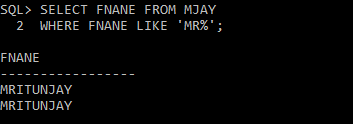 SQL> SELECT FNANE FROM MJAY
  2  WHERE FNANE LIKE 'MR%';
FNANE
-----------------
MRITUNJAY
MRITUNJAY